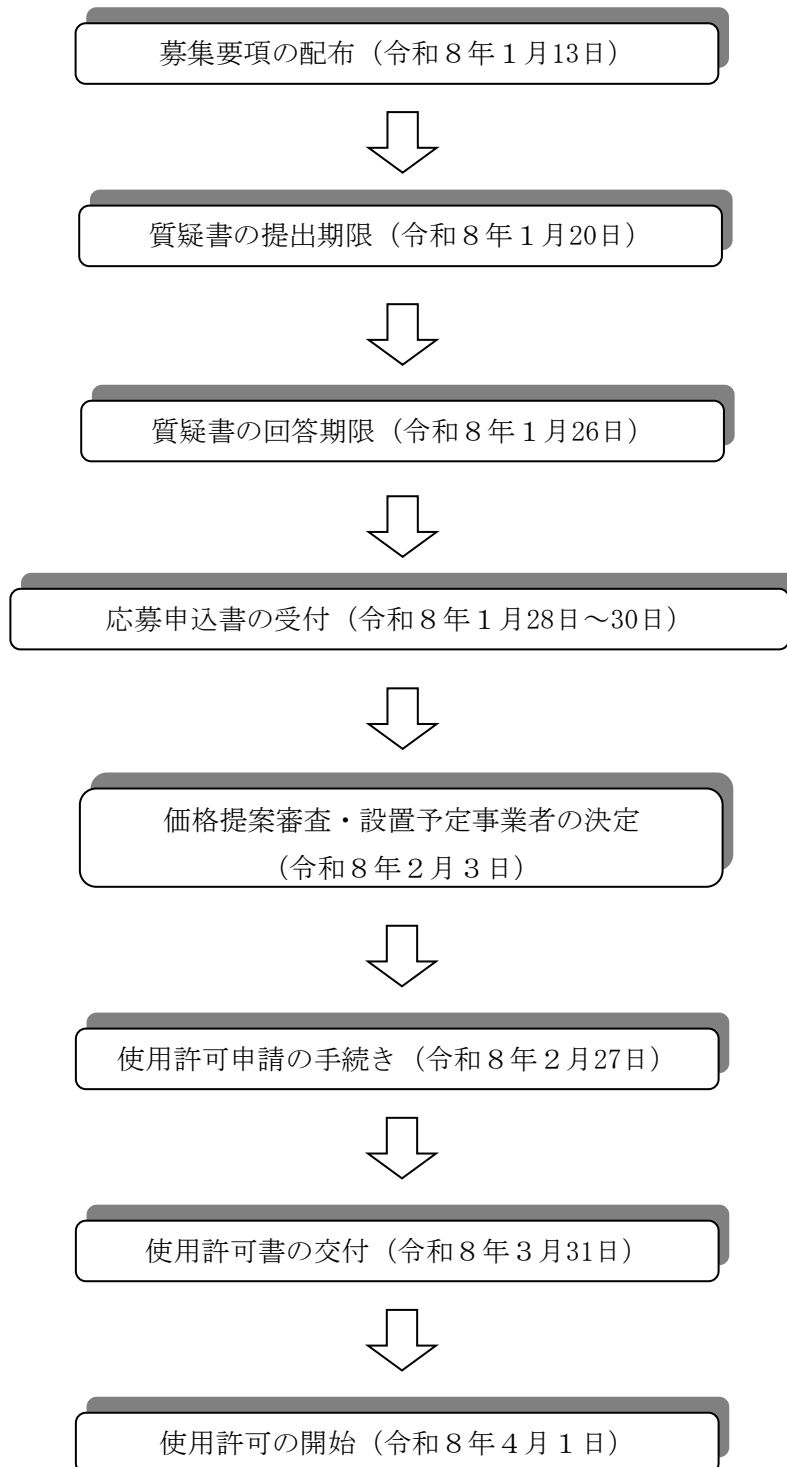 募集要項の配布（令和８年１月13日）
質疑書の提出期限（令和８年１月20日）
質疑書の回答期限（令和８年１月26日）
応募申込書の受付（令和８年１月28日～30日）
価格提案審査・設置予定事業者の決定
（令和８年２月３日）
使用許可申請の手続き（令和８年２月27日）
使用許可書の交付（令和８年３月31日）
使用許可の開始（令和８年４月１日）